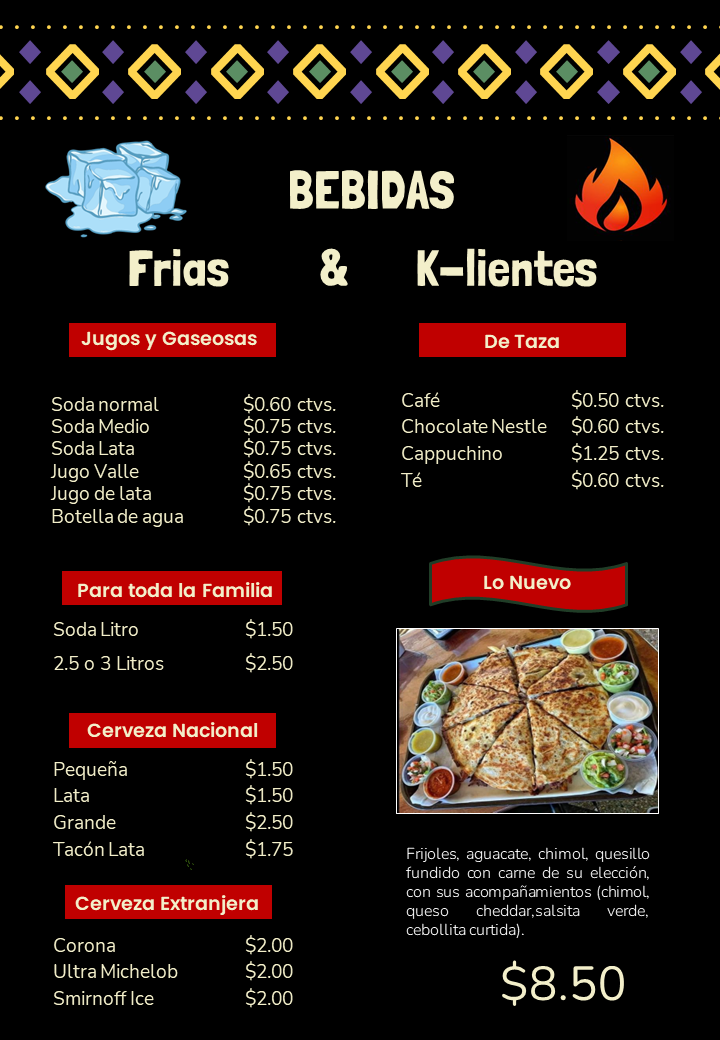 BEBIDAS
Frias & K-lientes
Jugos y Gaseosas
Soda normal $0.60 ctvs.
Soda Medio $0.75 ctvs.
Soda Lata $0.75 ctvs.
Jugo Valle $0.65 ctvs.
Jugo de lata $0.75 ctvs.
Botella de agua $0.75 ctvs.
Para toda la Familia
Soda Litro $1.50
2.5 o 3 Litros $2.50
Cerveza Nacional
Pequeña $1.50
Lata $1.50
Grande $2.50
Tacón Lata $1.75
Cerveza Extranjera
Corona $2.00
Ultra Michelob $2.00
Smirnoff Ice $2.00
De Taza
Café $0.50 ctvs.
Chocolate Nestle $0.60 ctvs.
Cappuchino $1.25 ctvs.
Té $0.60 ctvs.
Lo Nuevo
Frijoles, aguacate, chimol, quesillo
fundido con carne de su elección,
con sus acompañamientos (chimol,
queso cheddar,salsita verde,
cebollita curtida).
$8.50